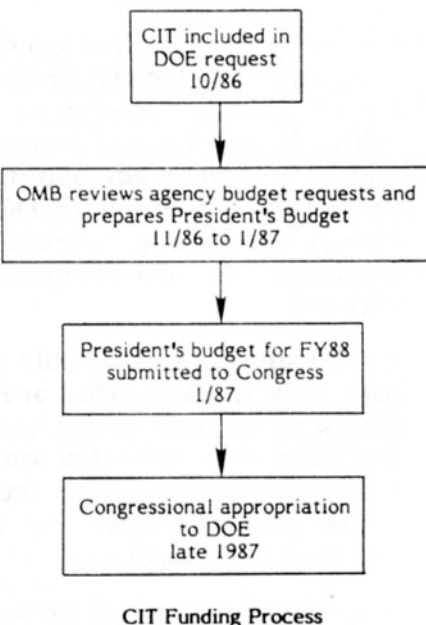 CIT included in
DOE request
10/86
OMB reviews agency budget requests and
prepares President's Budget
11/86 to 1/87
President's budget for FY88
submitted to Congress
1/87
Congressional appropriation
to DOE
late 1987
CIT Funding Process